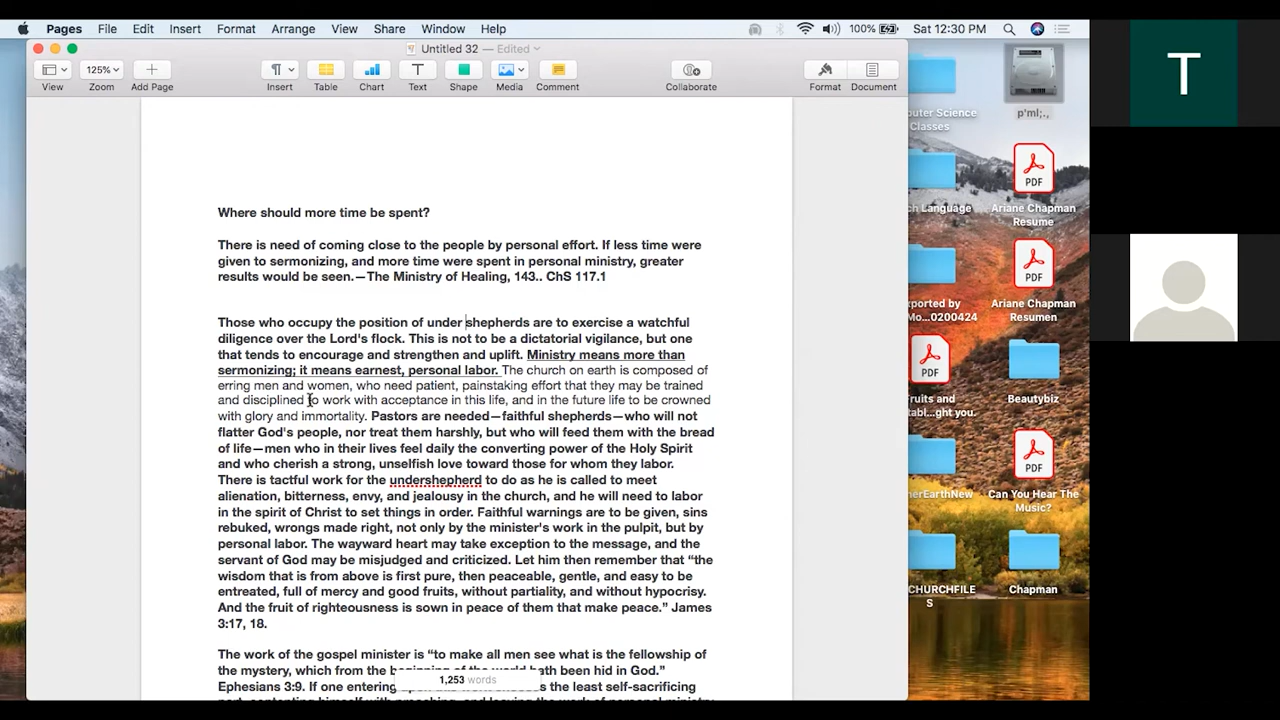 Pages File Edit Insert Format Arrange View Share Window Help 100% Sat 12:30 PM
Untitled 32 — Edited
125%
View Zoom Add Page Insert Table Chart Text Shape Media Comment Collaborate Format Document
Where should more time be spent?
There is need of coming close to the people by personal effort. If less time were
given to sermonizing, and more time were spent in personal ministry, greater
results would be seen.—The Ministry of Healing, 143.. ChS 117.1
Those who occupy the position of under shepherds are to exercise a watchful
diligence over the Lord's flock. This is not to be a dictatorial vigilance, but one
that tends to encourage and strengthen and uplift. Ministry means more than
sermonizing; it means earnest, personal labor. The church on earth is composed of
erring men and women, who need patient, painstaking effort that they may be trained
and disciplined to work with acceptance in this life, and in the future life to be crowned
with glory and immortality. Pastors are needed—faithful shepherds—who will not
flatter God's people, nor treat them harshly, but who will feed them with the bread
of life—men who in their lives feel daily the converting power of the Holy Spirit
and who cherish a strong, unselfish love toward those for whom they labor.
There is tactful work for the undershepherd to do as he is called to meet
alienation, bitterness, envy, and jealousy in the church, and he will need to labor
in the spirit of Christ to set things in order. Faithful warnings are to be given, sins
rebuked, wrongs made right, not only by the minister's work in the pulpit, but by
personal labor. The wayward heart may take exception to the message, and the
servant of God may be misjudged and criticized. Let him then remember that “the
wisdom that is from above is first pure, then peaceable, gentle, and easy to be
entreated, full of mercy and good fruits, without partiality, and without hypocrisy.
And the fruit of righteousness is sown in peace of them that make peace.” James
3:17, 18.
The work of the gospel minister is “to make all men see what is the fellowship of
the mystery, which from the beginning of the world hath been hid in God.”
Ephesians 3:9. If one entering the least self-sacrificing
1,253 words
puter Science
Classes
p'ml;.,
ch Language
PDF
Ariane Chapman
Resume
xported by
Mo...0200424
PDF
Ariane Chapman
Resumen
PDF
Fruits and
tabl...ght you.
Beautybiz
nerEarthNew
PDF
Can You Hear The
Music?
CHURCHFILE
S
Chapman
T